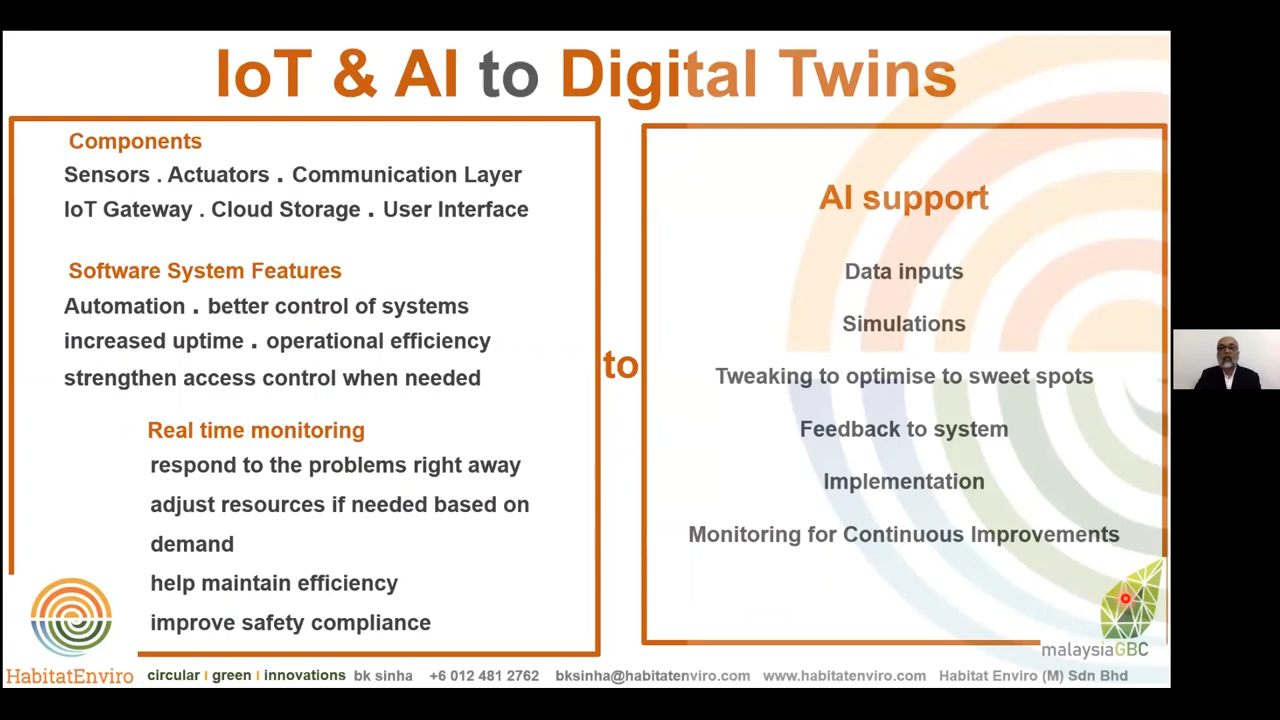 IoT & AI to Digital Twins
Components
Sensors . Actuators . Communication Layer
IoT Gateway . Cloud Storage . User Interface
Software System Features
Automation . better control of systems
increased uptime . operational efficiency
strengthen access control when needed
Real time monitoring
respond to the problems right away
adjust resources if needed based on
demand
help maintain efficiency
improve safety compliance
to
AI support
Data inputs
Simulations
Tweaking to optimise to sweet spots
Feedback to system
Implementation
Monitoring for Continuous Improvements
malaysiaGBC
HabitatEnviro
circular I green I innovations bk sinha +6 012 481 2762 bksinha@habitatenviro.com www.habitatenviro.com Habitat Enviro (M) Sdn Bhd